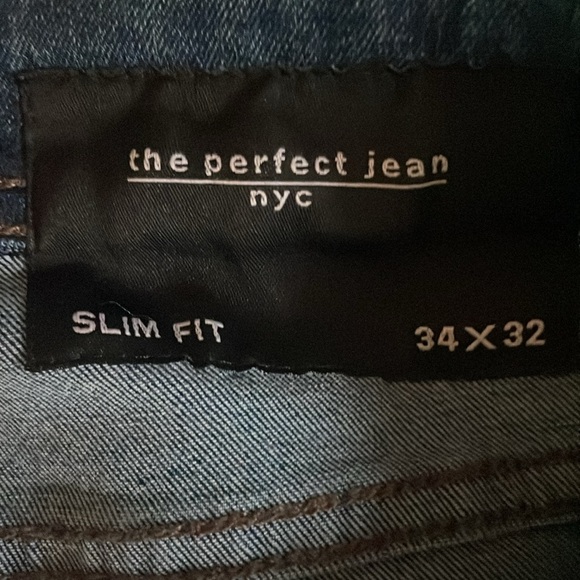 the perfect jean
nyc
SLIM FIT
34 X 32